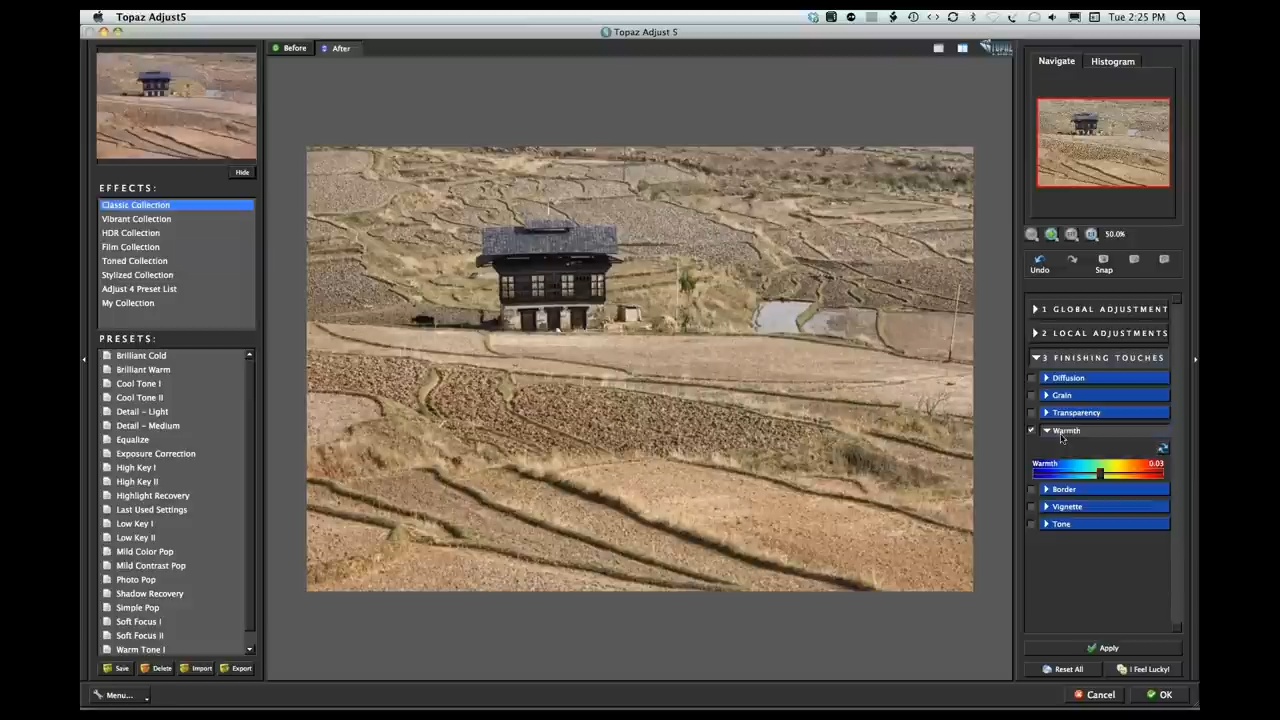 Topaz Adjust5
Tue 2:25 PM
Topaz Adjust 5
Before
After
TOPAZ
Navigate
Histogram
Hide
EFFECTS:
Classic Collection
Vibrant Collection
HDR Collection
Film Collection
Toned Collection
Stylized Collection
Adjust 4 Preset List
My Collection
PRESETS:
Brilliant Cold
Brilliant Warm
Cool Tone I
Cool Tone II
Detail – Light
Detail – Medium
Equalize
Exposure Correction
High Key I
High Key II
Highlight Recovery
Last Used Settings
Low Key I
Low Key II
Mild Color Pop
Mild Contrast Pop
Photo Pop
Shadow Recovery
Simple Pop
Soft Focus I
Soft Focus II
Warm Tone I
Save
Delete
Import
Export
Menu...
50.0%
Undo
Snap
1 GLOBAL ADJUSTMENT
2 LOCAL ADJUSTMENTS
3 FINISHING TOUCHES
Diffusion
Grain
Transparency
Warmth
Warmth 0.03
Border
Vignette
Tone
Apply
Reset All
I Feel Lucky!
Cancel
OK